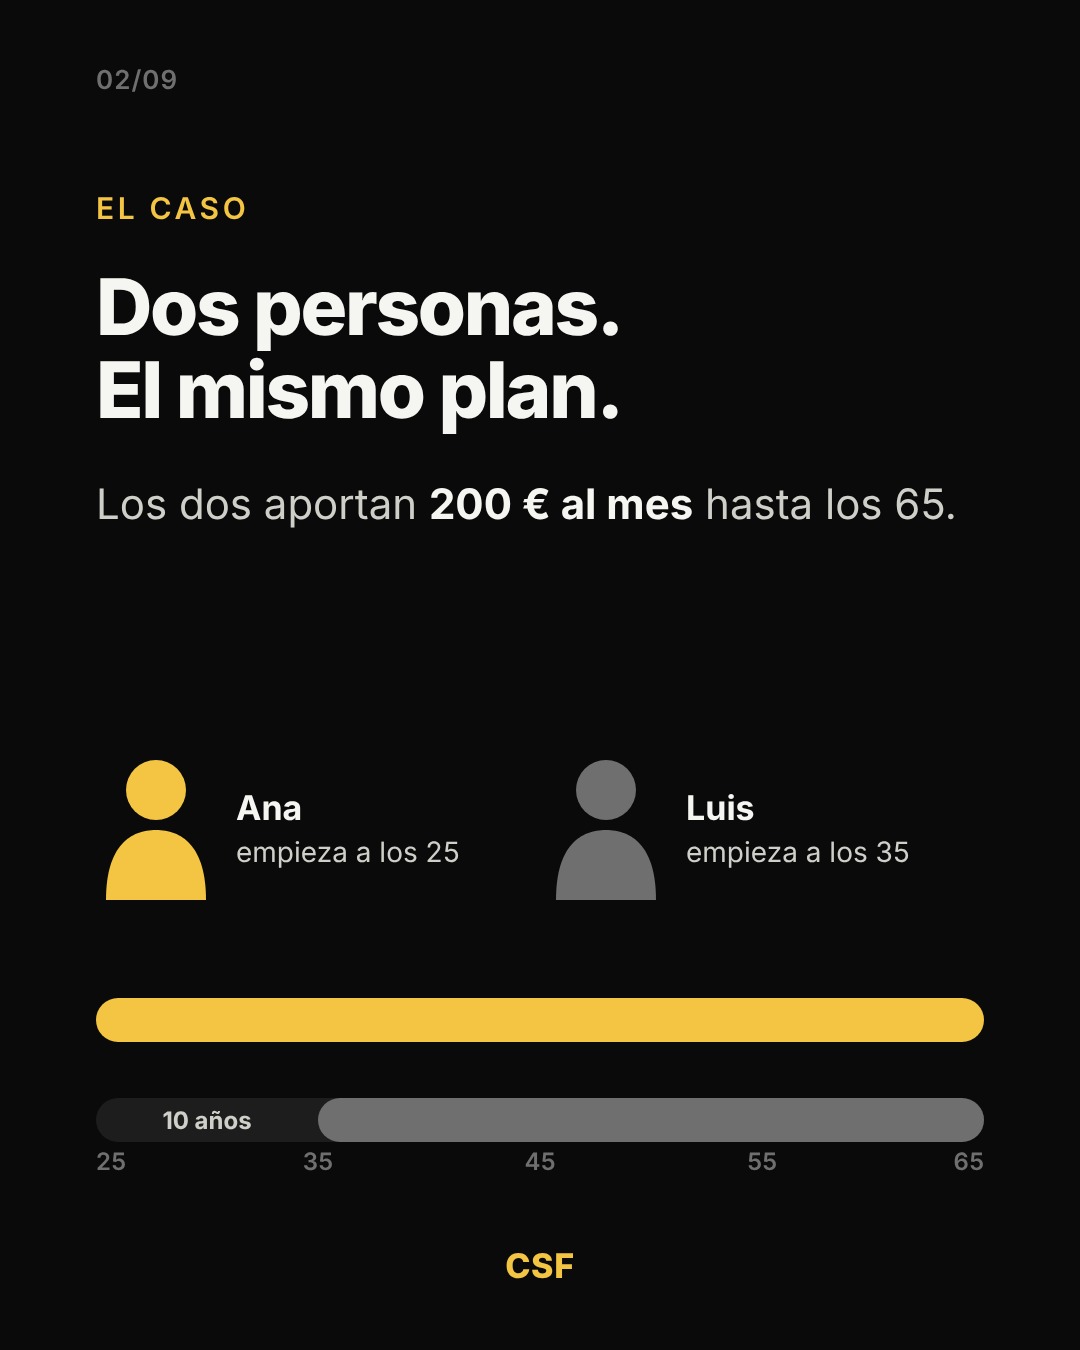 02/09
EL CASO
Dos personas.
El mismo plan.
Los dos aportan 200 € al mes hasta los 65.
Ana
empieza a los 25
Luis
empieza a los 35
10 años
25 35 45 55 65
CSF